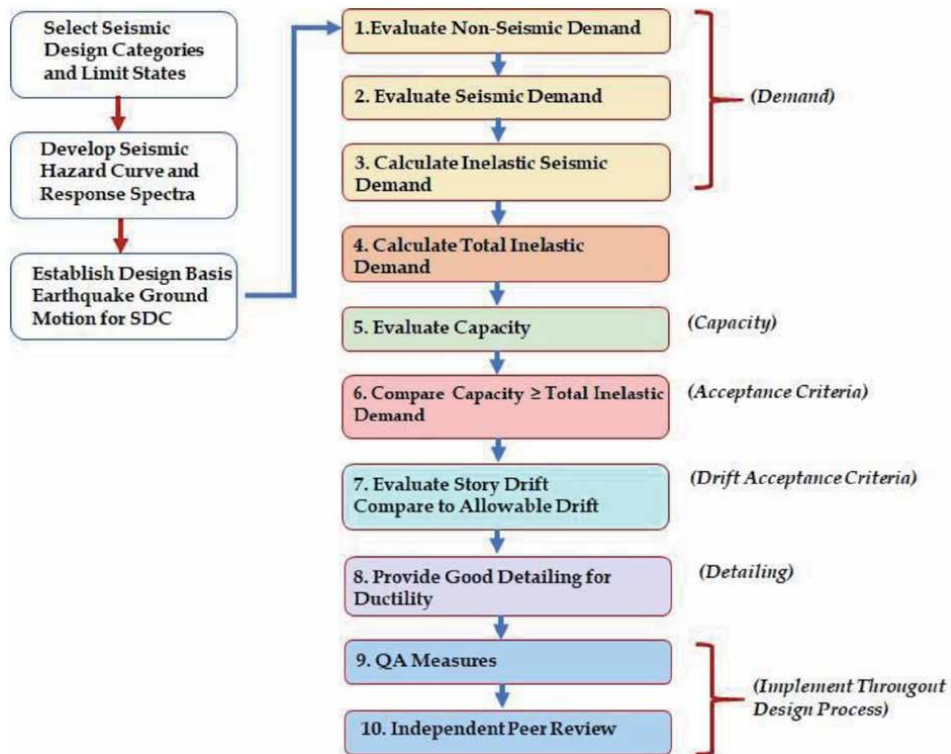 Select Seismic
Design Categories
and Limit States
Develop Seismic
Hazard Curve and
Response Spectra
Establish Design Basis
Earthquake Ground
Motion for SDC
1.Evaluate Non-Seismic Demand
2. Evaluate Seismic Demand
3. Calculate Inelastic Seismic
Demand
(Demand)
4. Calculate Total Inelastic
Demand
5. Evaluate Capacity
(Capacity)
6. Compare Capacity ≥ Total Inelastic
Demand
(Acceptance Criteria)
7. Evaluate Story Drift
Compare to Allowable Drift
(Drift Acceptance Criteria)
8. Provide Good Detailing for
Ductility
(Detailing)
9. QA Measures
10. Independent Peer Review
(Implement Througout
Design Process)